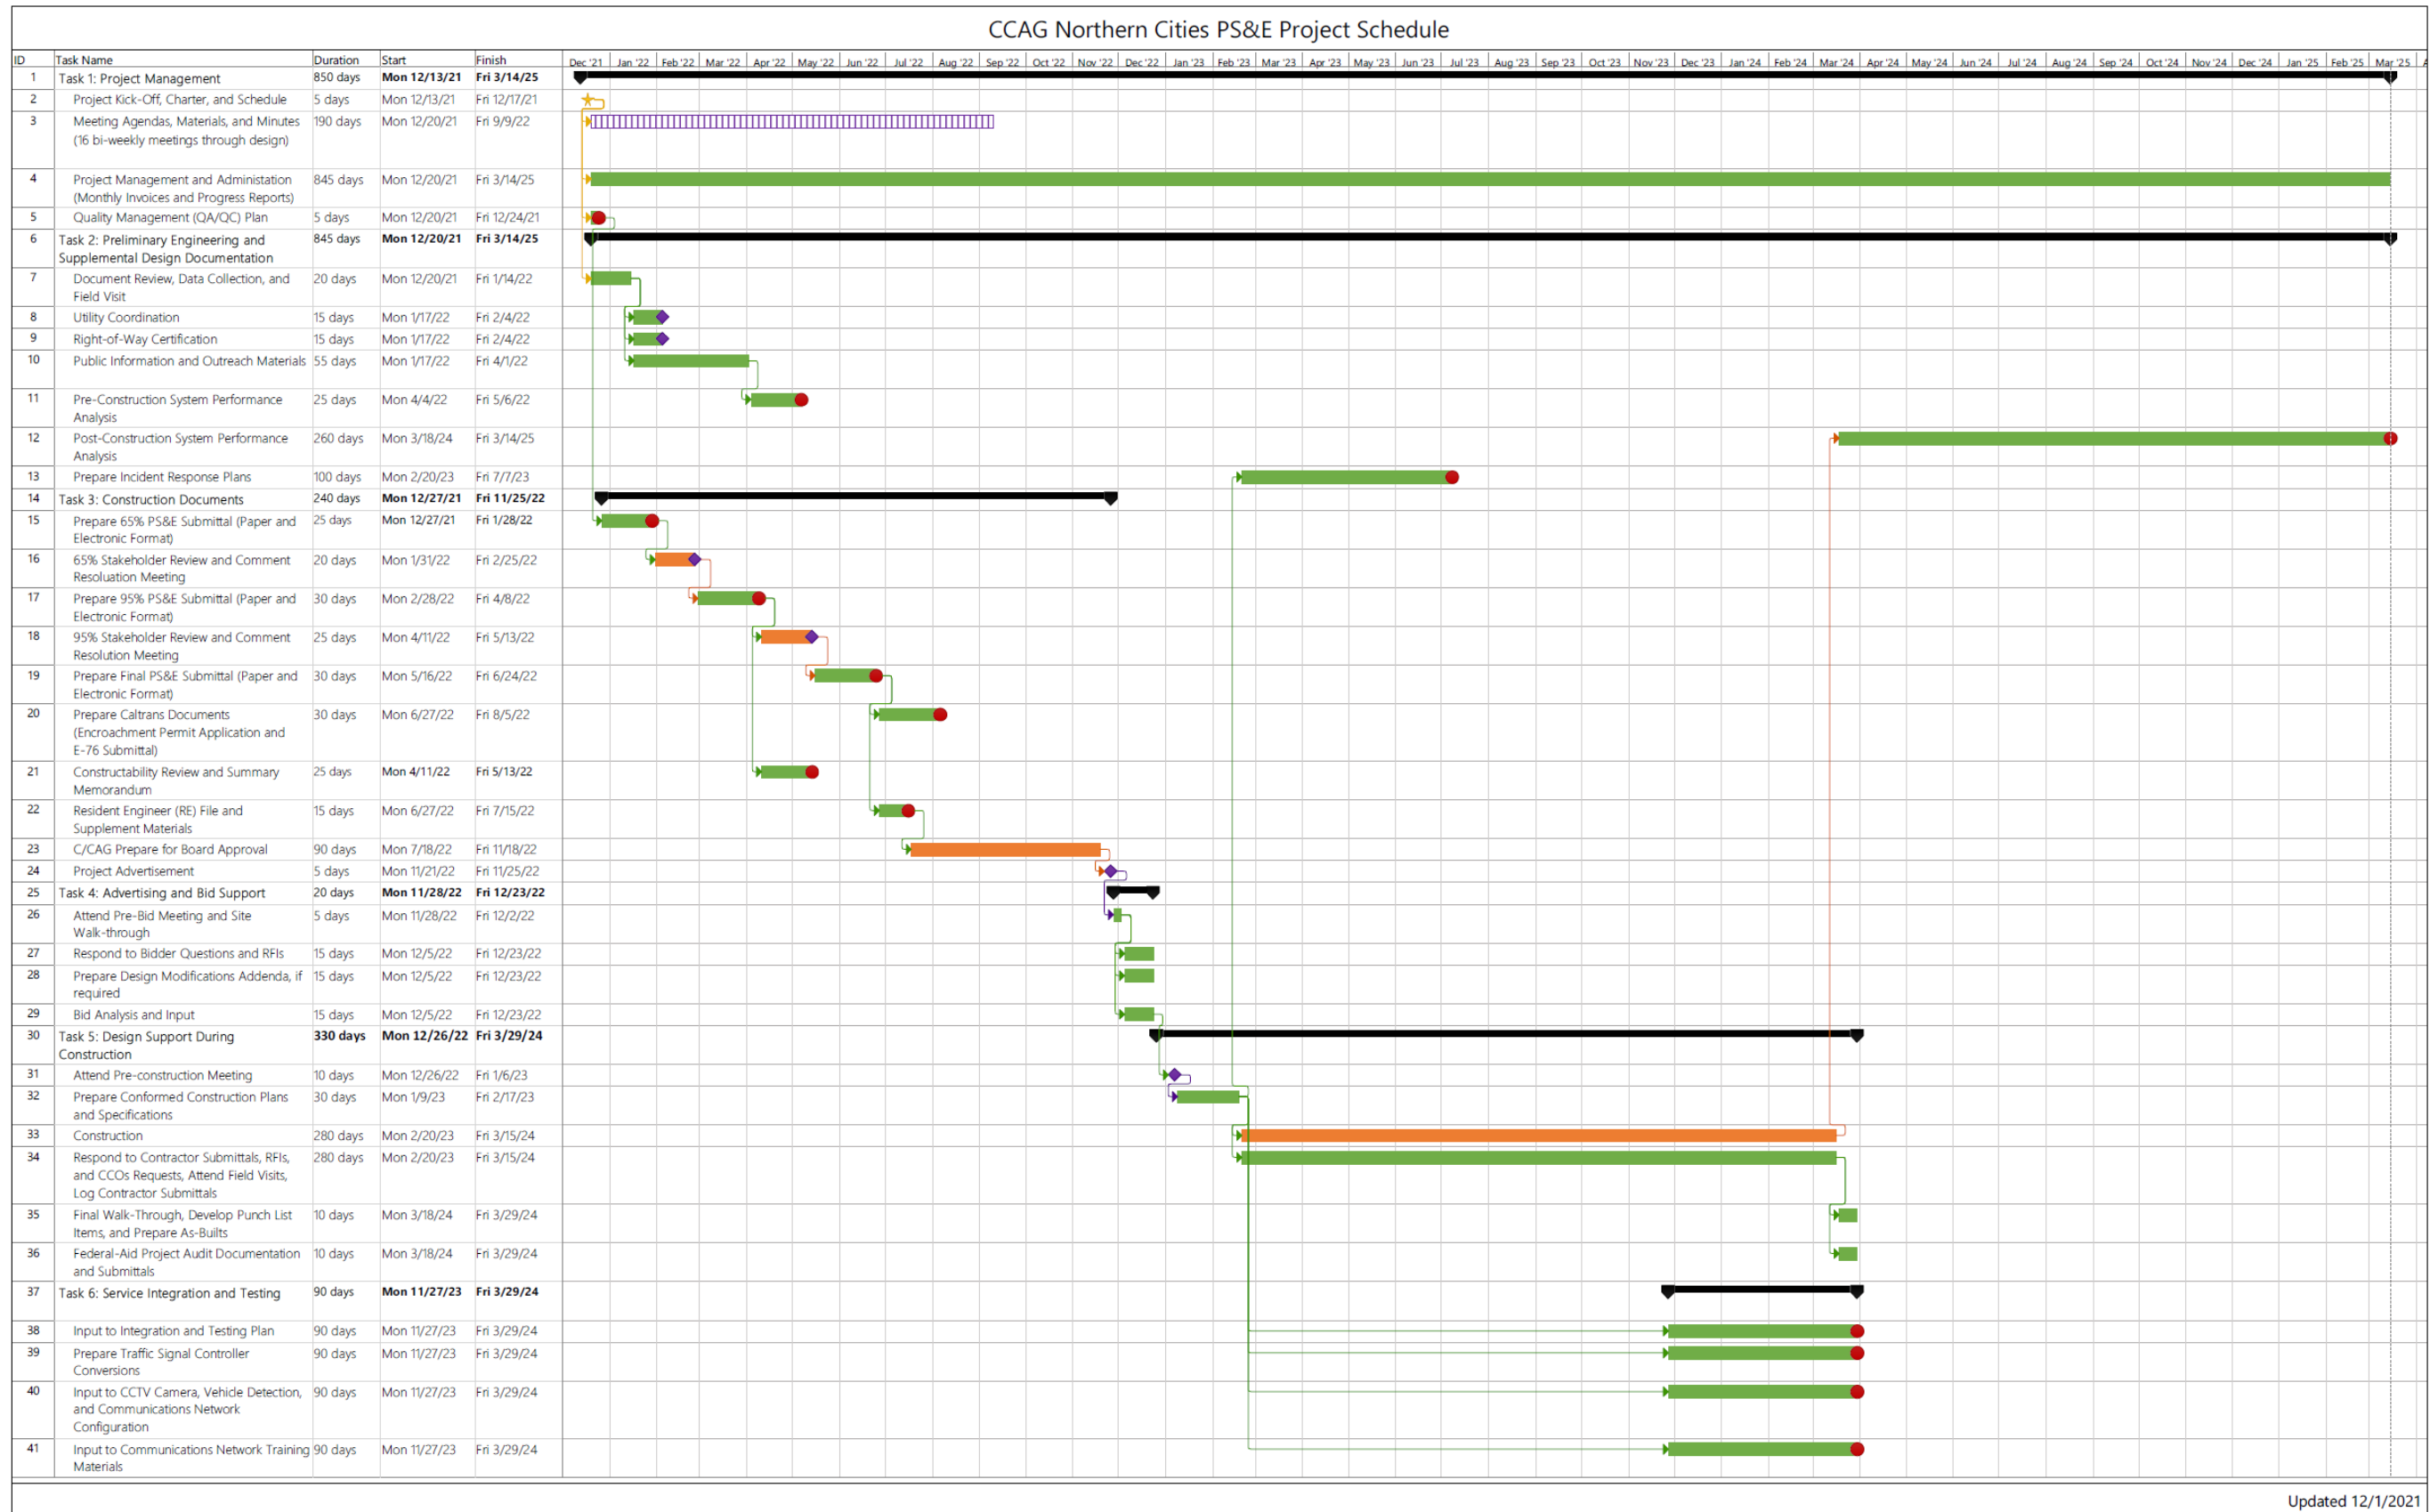 CCAG Northern Cities PS&E Project Schedule
ID Task Name Duration Start Finish Dec '21 Jan '22 Feb '22 Mar '22 Apr '22 May '22 Jun '22 Jul '22 Aug '22 Sep '22 Oct '22 Nov '22 Dec '22 Jan '23 Feb '23 Mar '23 Apr '23 May '23 Jun '23 Jul '23 Aug '23 Sep '23 Oct '23 Nov '23 Dec '23 Jan '24 Feb '24 Mar '24 Apr '24 May '24 Jun '24 Jul '24 Aug '24 Sep '24 Oct '24 Nov '24 Dec '24 Jan '25 Feb '25 Mar '25
1 Task 1: Project Management 850 days Mon 12/13/21 Fri 3/14/25
2 Project Kick-Off, Charter, and Schedule 5 days Mon 12/13/21 Fri 12/17/21
3 Meeting Agendas, Materials, and Minutes 190 days Mon 12/20/21 Fri 9/9/22
(16 bi-weekly meetings through design)
4 Project Management and Administation 845 days Mon 12/20/21 Fri 3/14/25
(Monthly Invoices and Progress Reports)
5 Quality Management (QA/QC) Plan 5 days Mon 12/20/21 Fri 12/24/21
6 Task 2: Preliminary Engineering and 845 days Mon 12/20/21 Fri 3/14/25
Supplemental Design Documentation
7 Document Review, Data Collection, and 20 days Mon 12/20/21 Fri 1/14/22
Field Visit
8 Utility Coordination 15 days Mon 1/17/22 Fri 2/4/22
9 Right-of-Way Certification 15 days Mon 1/17/22 Fri 2/4/22
10 Public Information and Outreach Materials 55 days Mon 1/17/22 Fri 4/1/22
11 Pre-Construction System Performance 25 days Mon 4/4/22 Fri 5/6/22
Analysis
12 Post-Construction System Performance 260 days Mon 3/18/24 Fri 3/14/25
Analysis
13 Prepare Incident Response Plans 100 days Mon 2/20/23 Fri 7/7/23
14 Task 3: Construction Documents 240 days Mon 12/27/21 Fri 11/25/22
15 Prepare 65% PS&E Submittal (Paper and 25 days Mon 12/27/21 Fri 1/28/22
Electronic Format)
16 65% Stakeholder Review and Comment 20 days Mon 1/31/22 Fri 2/25/22
Resoluation Meeting
17 Prepare 95% PS&E Submittal (Paper and 30 days Mon 2/28/22 Fri 4/8/22
Electronic Format)
18 95% Stakeholder Review and Comment 25 days Mon 4/11/22 Fri 5/13/22
Resolution Meeting
19 Prepare Final PS&E Submittal (Paper and 30 days Mon 5/16/22 Fri 6/24/22
Electronic Format)
20 Prepare Caltrans Documents 30 days Mon 6/27/22 Fri 8/5/22
(Encroachment Permit Application and
E-76 Submittal)
21 Constructability Review and Summary 25 days Mon 4/11/22 Fri 5/13/22
Memorandum
22 Resident Engineer (RE) File and 15 days Mon 6/27/22 Fri 7/15/22
Supplement Materials
23 C/CAG Prepare for Board Approval 90 days Mon 7/18/22 Fri 11/18/22
24 Project Advertisement 5 days Mon 11/21/22 Fri 11/25/22
25 Task 4: Advertising and Bid Support 20 days Mon 11/28/22 Fri 12/23/22
26 Attend Pre-Bid Meeting and Site 5 days Mon 11/28/22 Fri 12/2/22
Walk-through
27 Respond to Bidder Questions and RFIs 15 days Mon 12/5/22 Fri 12/23/22
28 Prepare Design Modifications Addenda, if 15 days Mon 12/5/22 Fri 12/23/22
required
29 Bid Analysis and Input 15 days Mon 12/5/22 Fri 12/23/22
30 Task 5: Design Support During 330 days Mon 12/26/22 Fri 3/29/24
Construction
31 Attend Pre-construction Meeting 10 days Mon 12/26/22 Fri 1/6/23
32 Prepare Conformed Construction Plans 30 days Mon 1/9/23 Fri 2/17/23
and Specifications
33 Construction 280 days Mon 2/20/23 Fri 3/15/24
34 Respond to Contractor Submittals, RFIs, 280 days Mon 2/20/23 Fri 3/15/24
and CCOs Requests, Attend Field Visits,
Log Contractor Submittals
35 Final Walk-Through, Develop Punch List 10 days Mon 3/18/24 Fri 3/29/24
Items, and Prepare As-Builts
36 Federal-Aid Project Audit Documentation 10 days Mon 3/18/24 Fri 3/29/24
and Submittals
37 Task 6: Service Integration and Testing 90 days Mon 11/27/23 Fri 3/29/24
38 Input to Integration and Testing Plan 90 days Mon 11/27/23 Fri 3/29/24
39 Prepare Traffic Signal Controller 90 days Mon 11/27/23 Fri 3/29/24
Conversions
40 Input to CCTV Camera, Vehicle Detection, 90 days Mon 11/27/23 Fri 3/29/24
and Communications Network
Configuration
41 Input to Communications Network Training 90 days Mon 11/27/23 Fri 3/29/24
Materials
Updated 12/1/2021